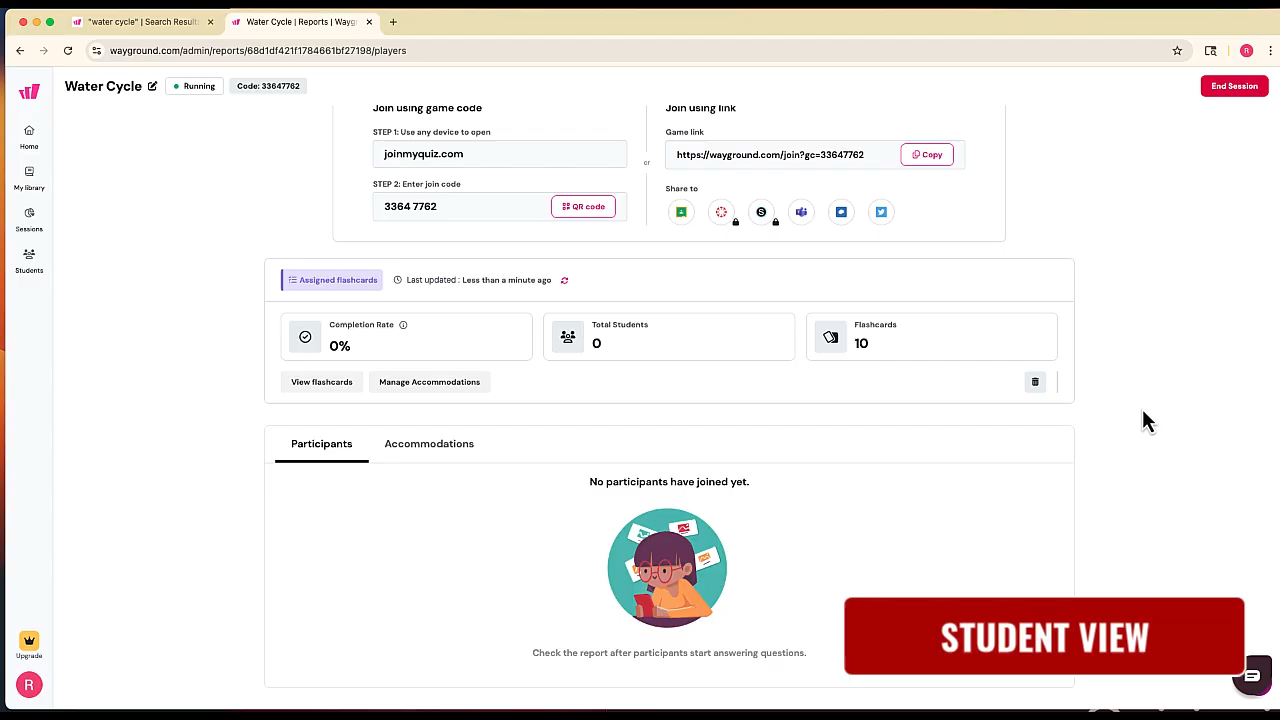 "water cycle" | Search Result
Water Cycle | Reports | Wayg
wayground.com/admin/reports/68d1df421f1784661bf27198/players
R
Water Cycle
Running
Code: 33647762
End Session
Home
My library
Sessions
Students
Upgrade
R
Join using game code
STEP 1: Use any device to open
joinmyquiz.com
STEP 2: Enter join code
3364 7762
QR code
or
Join using link
Game link
https://wayground.com/join?gc=33647762
Copy
Share to
Assigned flashcards
Last updated : Less than a minute ago
Completion Rate
0%
Total Students
0
Flashcards
10
View flashcards
Manage Accommodations
Participants
Accommodations
No participants have joined yet.
Check the report after participants start answering questions.
STUDENT VIEW